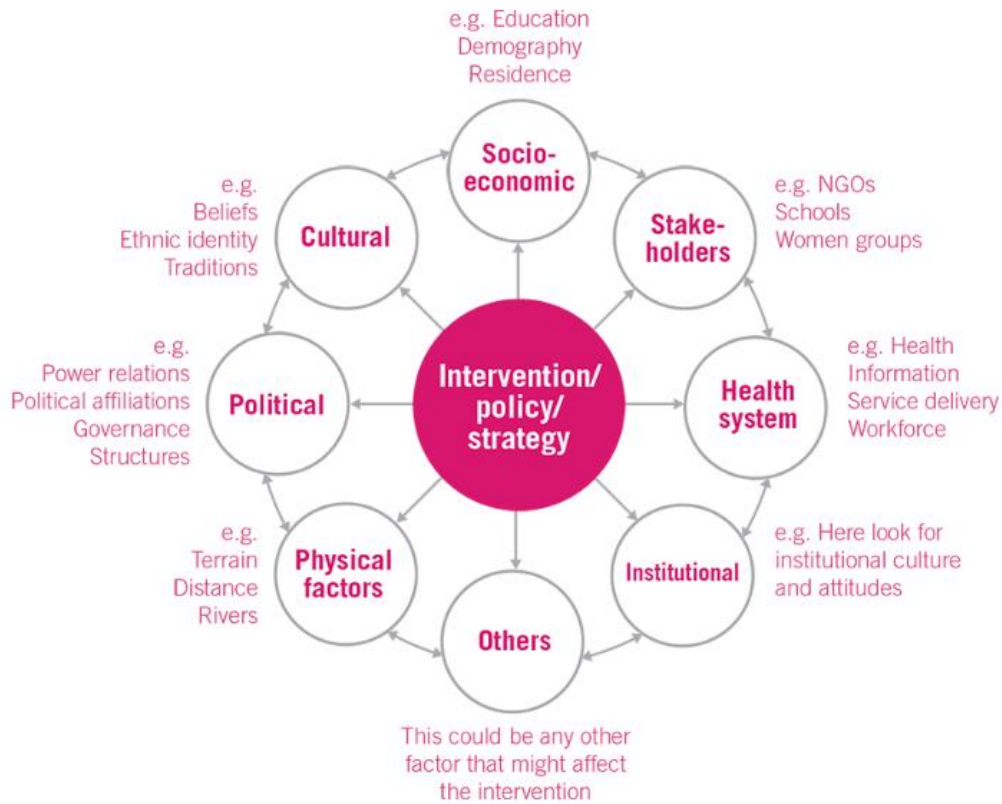 e.g. Education
Demography
Residence
Socio-
economic
e.g.
Beliefs
Ethnic identity
Traditions
Cultural
Stake-
holders
e.g. NGOs
Schools
Women groups
e.g.
Power relations
Political affiliations
Governance
Structures
Political
Intervention/
policy/
strategy
Health
system
e.g. Health
Information
Service delivery
Workforce
e.g.
Terrain
Distance
Rivers
Physical
factors
Others
Institutional
e.g. Here look for
institutional culture
and attitudes
This could be any other
factor that might affect
the intervention